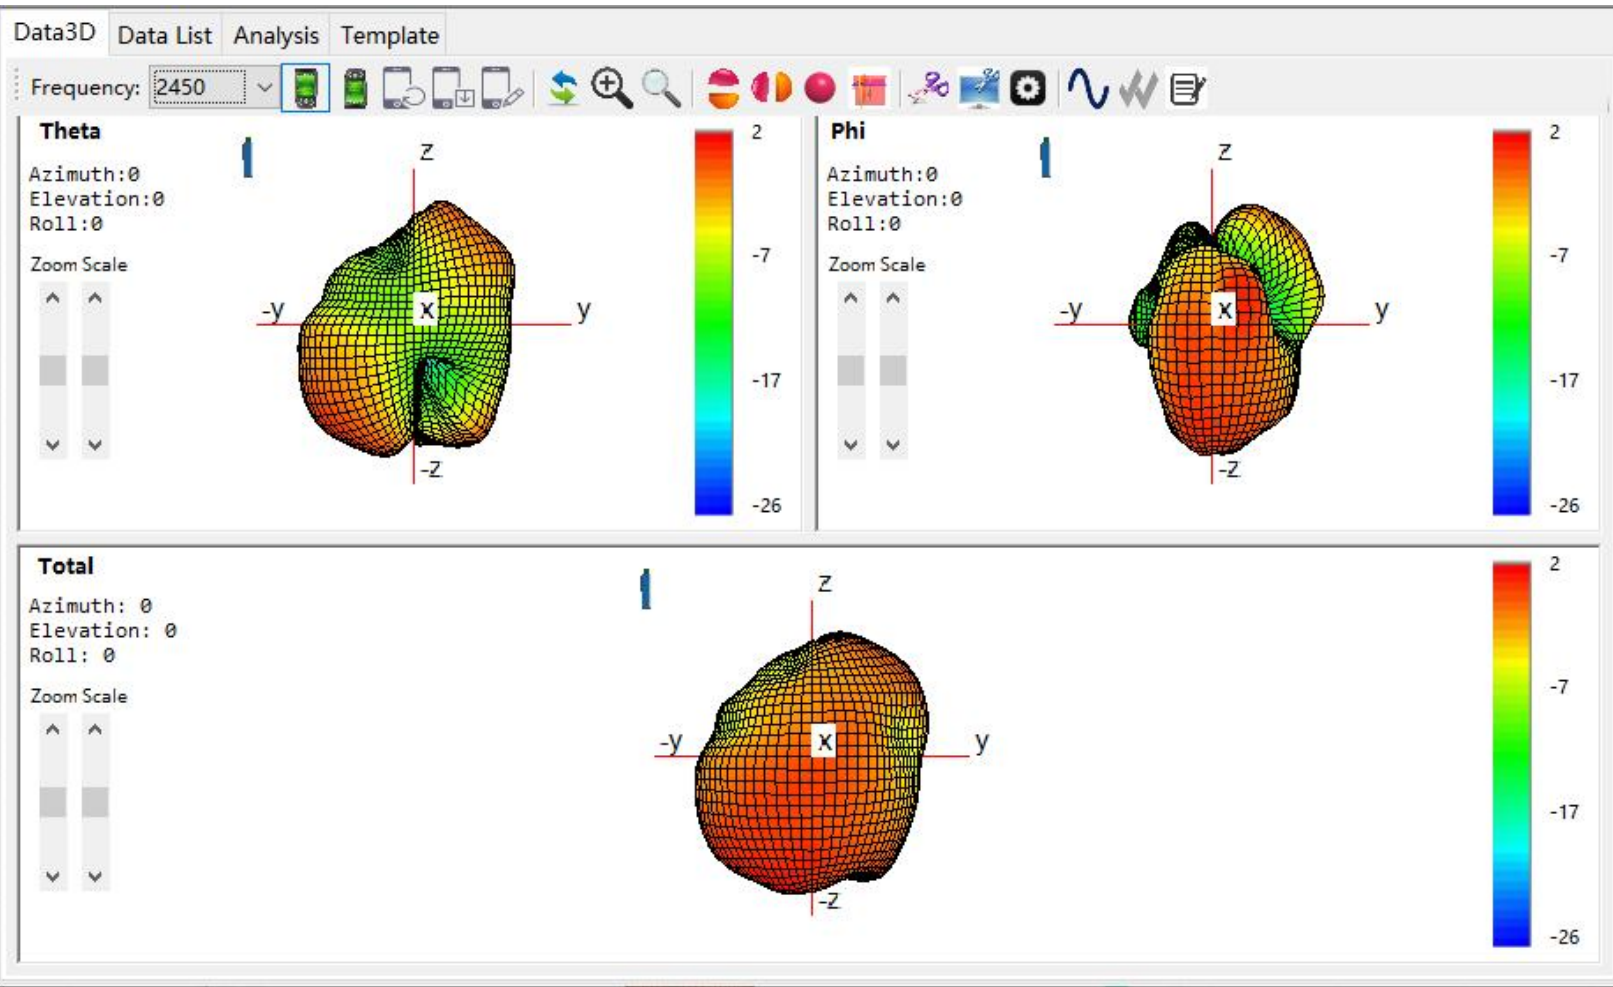 Data3D Data List Analysis Template
Frequency: 2450
Theta
Azimuth:0
Elevation:0
Roll:0
Zoom Scale
z
-y
x
y
-z
2
-7
-17
-26
Phi
Azimuth:0
Elevation:0
Roll:0
Zoom Scale
z
-y
x
y
-z
2
-7
-17
-26
Total
Azimuth: 0
Elevation: 0
Roll: 0
Zoom Scale
z
-y
x
y
-z
2
-7
-17
-26